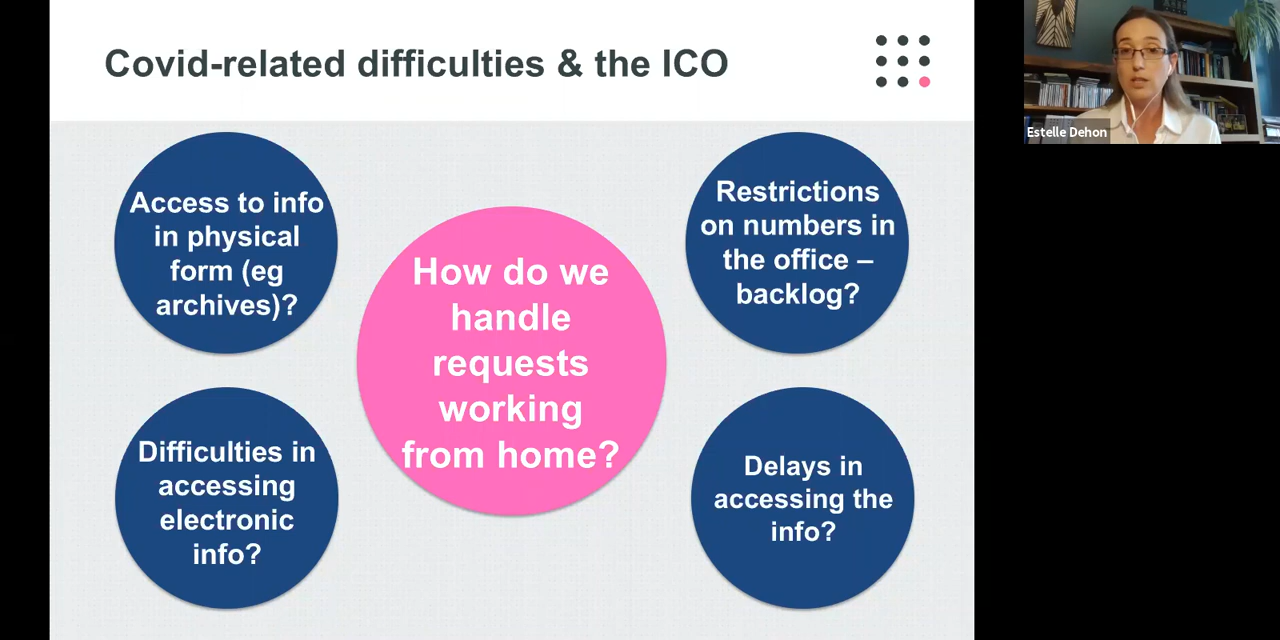 Covid-related difficulties & the ICO
Estelle Dehon
Access to info
in physical
form (eg
archives)?
Restrictions
on numbers in
the office –
backlog?
How do we
handle
requests
working
from home?
Difficulties in
accessing
electronic
info?
Delays in
accessing the
info?